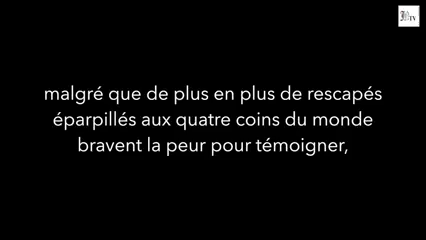 malgré que de plus en plus de rescapés
éparpillés aux quatre coins du monde
bravent la peur pour témoigner,